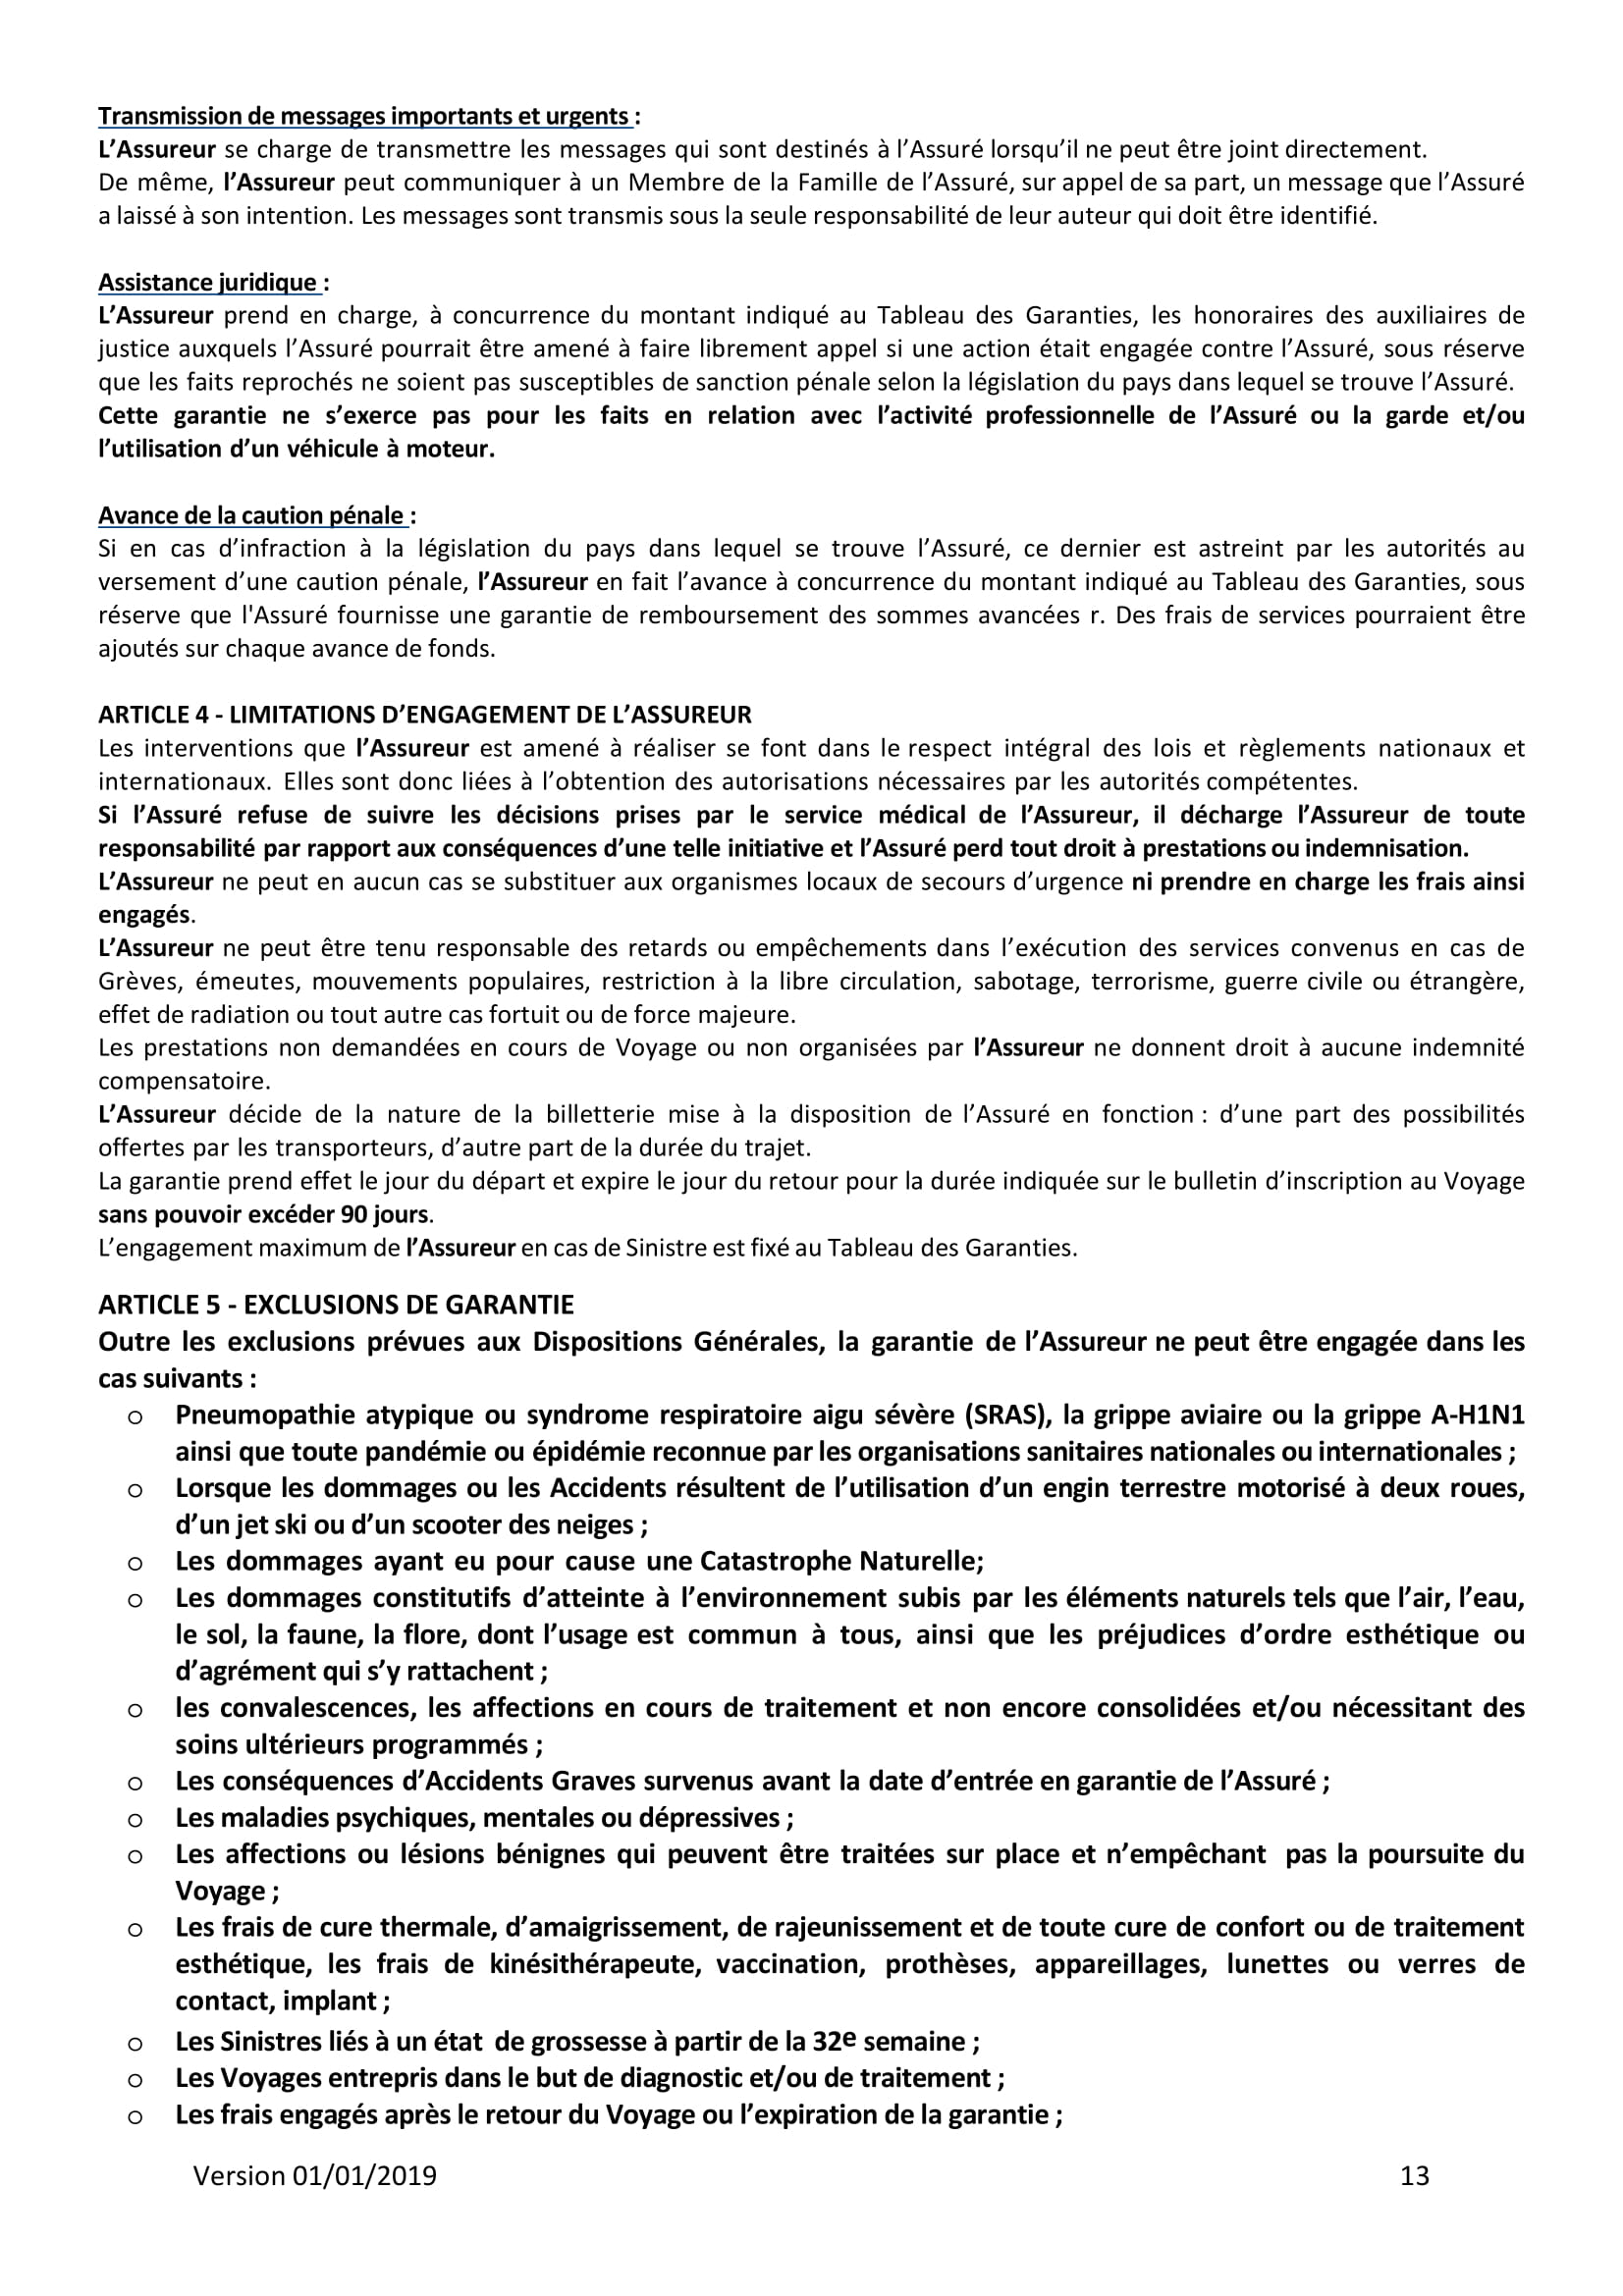 Transmission de messages importants et urgents :
L’Assureur se charge de transmettre les messages qui sont destinés à l’Assuré lorsqu’il ne peut être joint directement.
De même, l’Assureur peut communiquer à un Membre de la Famille de l’Assuré, sur appel de sa part, un message que l’Assuré
a laissé à son intention. Les messages sont transmis sous la seule responsabilité de leur auteur qui doit être identifié.
Assistance juridique :
L’Assureur prend en charge, à concurrence du montant indiqué au Tableau des Garanties, les honoraires des auxiliaires de
justice auxquels l’Assuré pourrait être amené à faire librement appel si une action était engagée contre l’Assuré, sous réserve
que les faits reprochés ne soient pas susceptibles de sanction pénale selon la législation du pays dans lequel se trouve l’Assuré.
Cette garantie ne s’exerce pas pour les faits en relation avec l’activité professionnelle de l’Assuré ou la garde et/ou
l’utilisation d’un véhicule à moteur.
Avance de la caution pénale :
Si en cas d’infraction à la législation du pays dans lequel se trouve l’Assuré, ce dernier est astreint par les autorités au
versement d’une caution pénale, l’Assureur en fait l’avance à concurrence du montant indiqué au Tableau des Garanties, sous
réserve que l'Assuré fournisse une garantie de remboursement des sommes avancées r. Des frais de services pourraient être
ajoutés sur chaque avance de fonds.
ARTICLE 4 - LIMITATIONS D’ENGAGEMENT DE L’ASSUREUR
Les interventions que l’Assureur est amené à réaliser se font dans le respect intégral des lois et règlements nationaux et
internationaux. Elles sont donc liées à l’obtention des autorisations nécessaires par les autorités compétentes.
Si l’Assuré refuse de suivre les décisions prises par le service médical de l’Assureur, il décharge l’Assureur de toute
responsabilité par rapport aux conséquences d’une telle initiative et l’Assuré perd tout droit à prestations ou indemnisation.
L’Assureur ne peut en aucun cas se substituer aux organismes locaux de secours d’urgence ni prendre en charge les frais ainsi
engagés.
L’Assureur ne peut être tenu responsable des retards ou empêchements dans l’exécution des services convenus en cas de
Grèves, émeutes, mouvements populaires, restriction à la libre circulation, sabotage, terrorisme, guerre civile ou étrangère,
effet de radiation ou tout autre cas fortuit ou de force majeure.
Les prestations non demandées en cours de Voyage ou non organisées par l’Assureur ne donnent droit à aucune indemnité
compensatoire.
L’Assureur décide de la nature de la billetterie mise à la disposition de l’Assuré en fonction : d’une part des possibilités
offertes par les transporteurs, d’autre part de la durée du trajet.
La garantie prend effet le jour du départ et expire le jour du retour pour la durée indiquée sur le bulletin d’inscription au Voyage
sans pouvoir excéder 90 jours.
L’engagement maximum de l’Assureur en cas de Sinistre est fixé au Tableau des Garanties.
ARTICLE 5 - EXCLUSIONS DE GARANTIE
Outre les exclusions prévues aux Dispositions Générales, la garantie de l’Assureur ne peut être engagée dans les
cas suivants :
o Pneumopathie atypique ou syndrome respiratoire aigu sévère (SRAS), la grippe aviaire ou la grippe A-H1N1
ainsi que toute pandémie ou épidémie reconnue par les organisations sanitaires nationales ou internationales ;
o Lorsque les dommages ou les Accidents résultent de l’utilisation d’un engin terrestre motorisé à deux roues,
d’un jet ski ou d’un scooter des neiges ;
o Les dommages ayant eu pour cause une Catastrophe Naturelle;
o Les dommages constitutifs d’atteinte à l’environnement subis par les éléments naturels tels que l’air, l’eau,
le sol, la faune, la flore, dont l’usage est commun à tous, ainsi que les préjudices d’ordre esthétique ou
d’agrément qui s’y rattachent ;
o les convalescences, les affections en cours de traitement et non encore consolidées et/ou nécessitant des
soins ultérieurs programmés ;
o Les conséquences d’Accidents Graves survenus avant la date d’entrée en garantie de l’Assuré ;
o Les maladies psychiques, mentales ou dépressives ;
o Les affections ou lésions bénignes qui peuvent être traitées sur place et n’empêchant pas la poursuite du
Voyage ;
o Les frais de cure thermale, d’amaigrissement, de rajeunissement et de toute cure de confort ou de traitement
esthétique, les frais de kinésithérapeute, vaccination, prothèses, appareillages, lunettes ou verres de
contact, implant ;
o Les Sinistres liés à un état de grossesse à partir de la 32e semaine ;
o Les Voyages entrepris dans le but de diagnostic et/ou de traitement ;
o Les frais engagés après le retour du Voyage ou l’expiration de la garantie ;
Version 01/01/2019 13